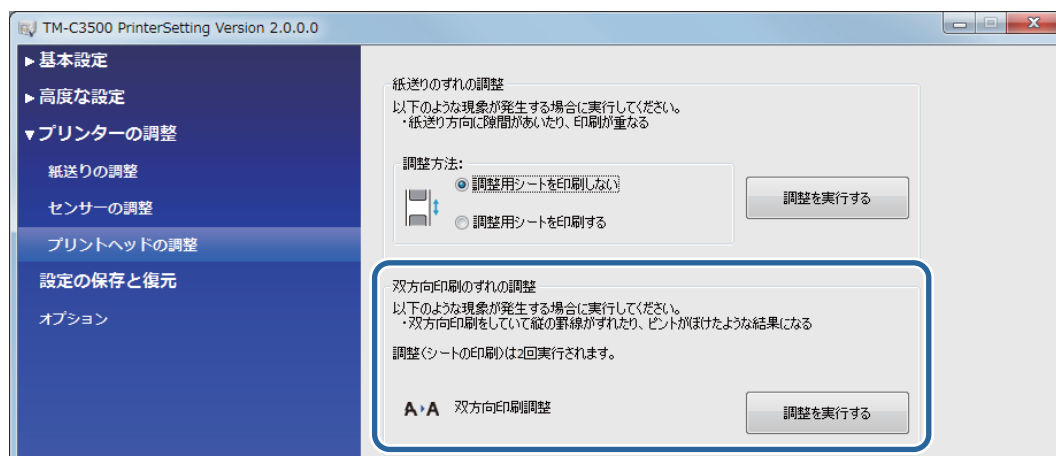 TM-C3500 PrinterSetting Version 2.0.0.0
▶基本設定
▶高度な設定
▼プリンターの調整
紙送りの調整
センサーの調整
プリントヘッドの調整
設定の保存と復元
オプション
紙送りのずれの調整
以下のような現象が発生する場合に実行してください。
・紙送り方向に隙間があいたり、印刷が重なる
調整方法:
調整用シートを印刷しない
調整用シートを印刷する
調整を実行する
双方向印刷のずれの調整
以下のような現象が発生する場合に実行してください。
・双方向印刷をしていて縦の罫線がずれたり、ピントがぼけたような結果になる
調整(シートの印刷)は2回実行されます。
A▸A 双方向印刷調整
調整を実行する